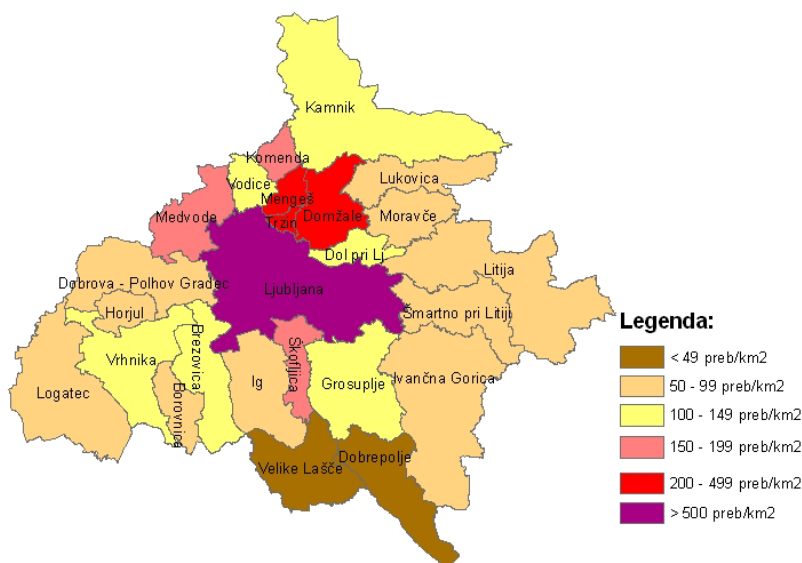 Kamnik
Komenda
Lukovica
Vodice
Mengeš
Medvode
Moravče
Domžale
Trzin
Dol pri Lj.
Litija
Dobrova - Polhov Gradec
Ljubljana
Horjul
Šmartno pri Litiji
Legenda:
Brezovica
Vrhnika
Škofljica
< 49 preb/km2
Ig
Grosuplje
Ivančna Gorica
50 - 99 preb/km2
Logatec
Borovnica
100 - 149 preb/km2
150 - 199 preb/km2
Dobrepolje
Velike Lašče
200 - 499 preb/km2
> 500 preb/km2